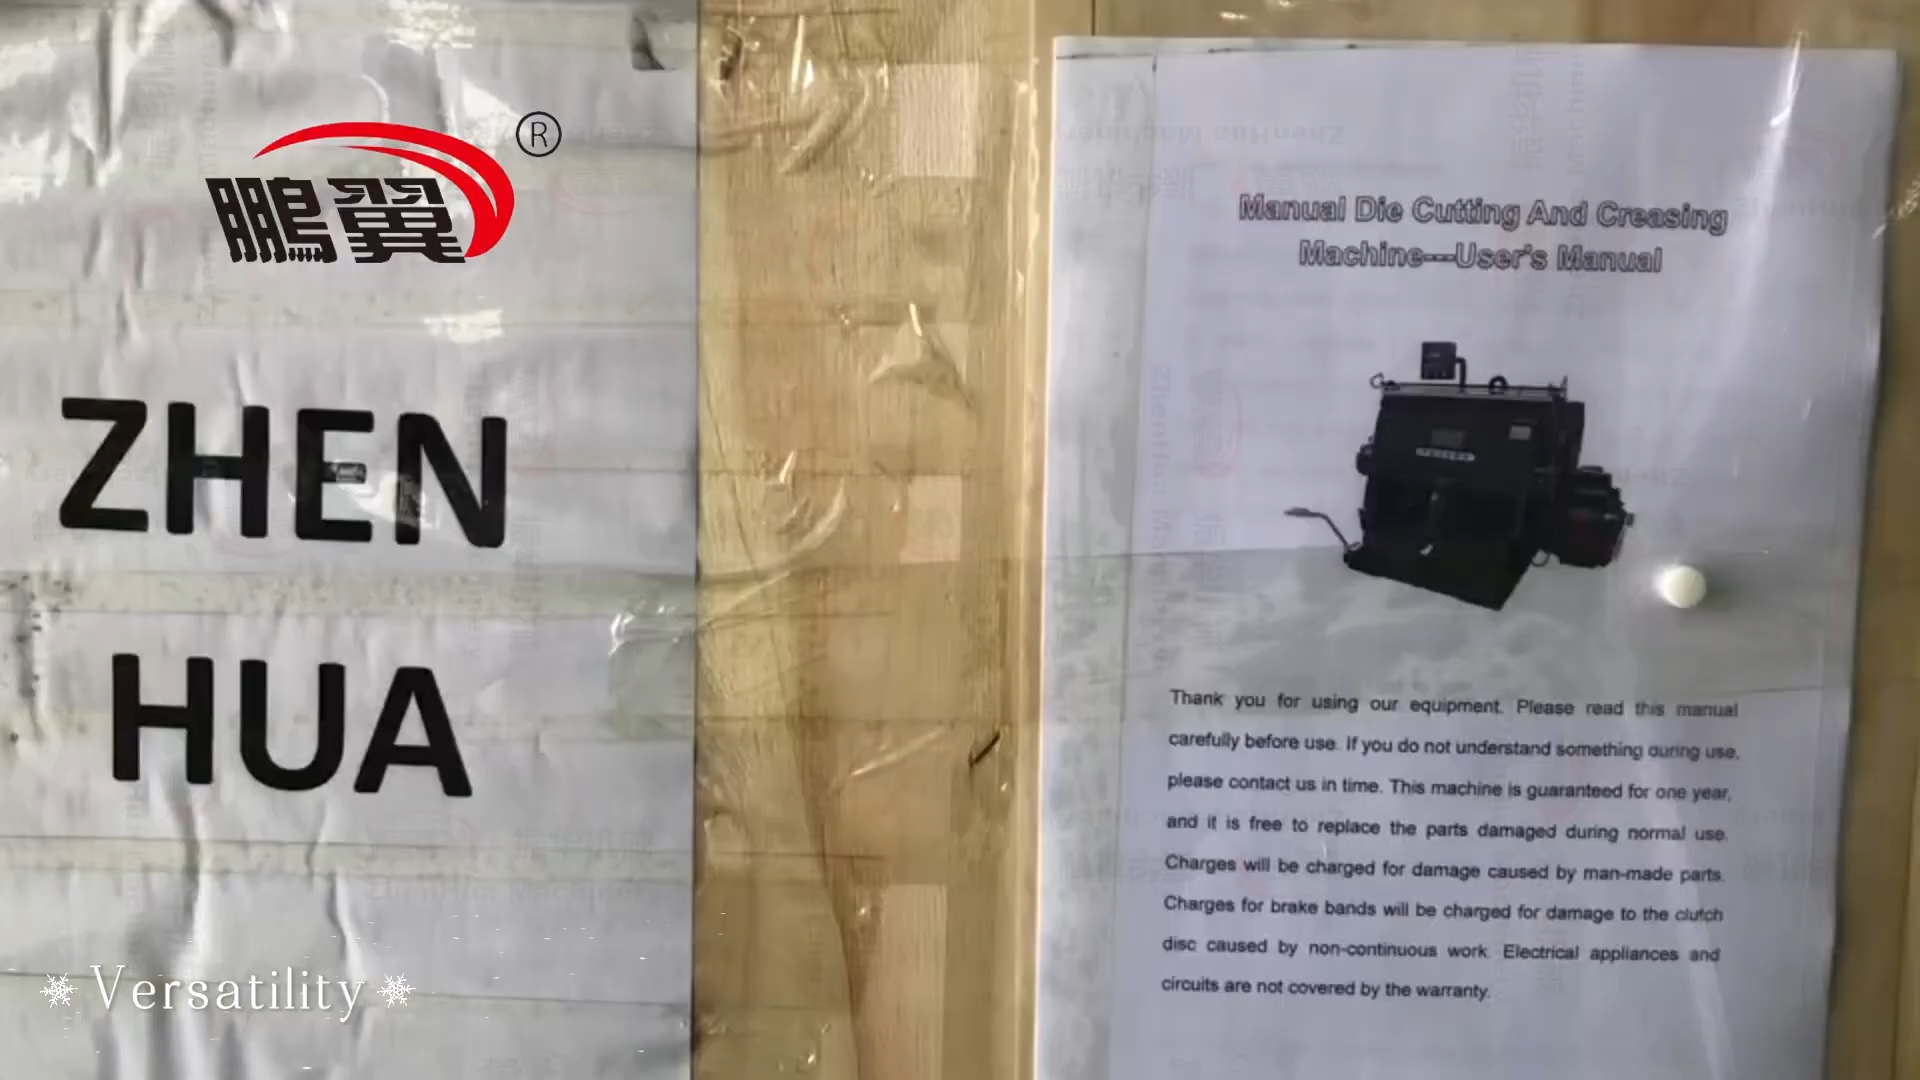 鵬翼
®
ZHEN
HUA
Versatility
Manual Die Cutting And Creasing
Machine---User's Manual
Thank you for using our equipment. Please read this manual
carefully before use. If you do not understand something during use,
please contact us in time. This machine is guaranteed for one year,
and it is free to replace the parts damaged during normal use.
Charges will be charged for damage caused by man-made parts.
Charges for brake bands will be charged for damage to the clutch
disc caused by non-continuous work. Electrical appliances and
circuits are not covered by the warranty.